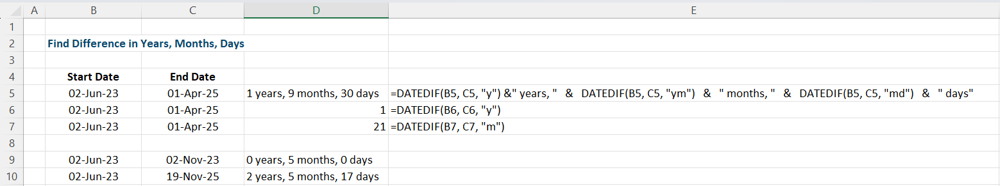 A B C D E
1
2 Find Difference in Years, Months, Days
3
4 Start Date End Date
5 02-Jun-23 01-Apr-25 1 years, 9 months, 30 days =DATEDIF(B5, C5, "y") &" years, " & DATEDIF(B5, C5, "ym") & " months, " & DATEDIF(B5, C5, "md") & " days"
6 02-Jun-23 01-Apr-25 1 =DATEDIF(B6, C6, "y")
7 02-Jun-23 01-Apr-25 21 =DATEDIF(B7, C7, "m")
8
9 02-Jun-23 02-Nov-23 0 years, 5 months, 0 days
10 02-Jun-23 19-Nov-25 2 years, 5 months, 17 days